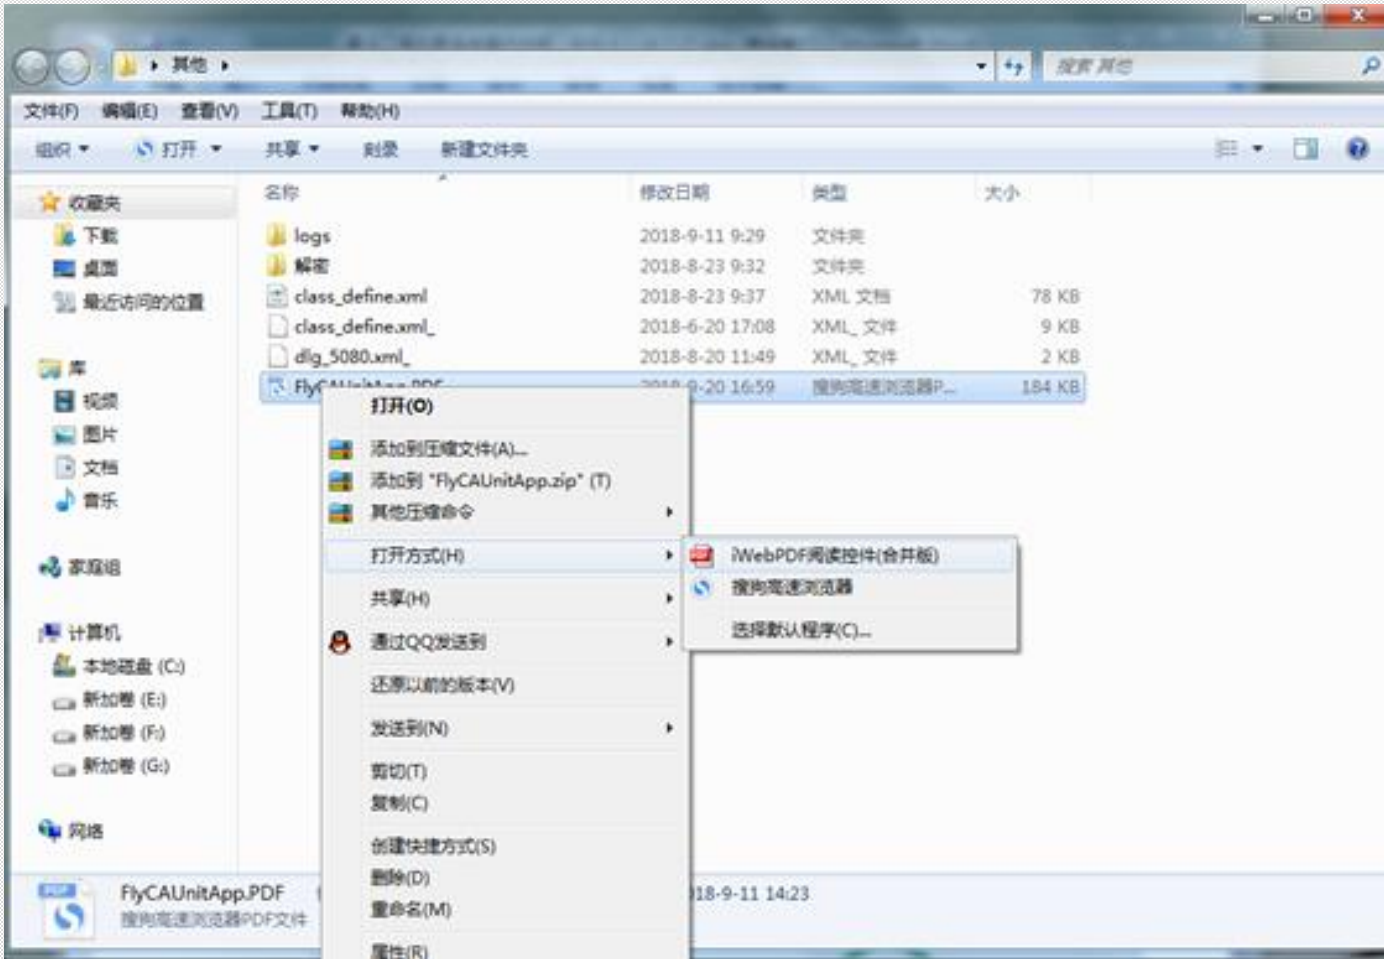 其他
搜索 其他
文件(F) 编辑(E) 查看(V) 工具(T) 帮助(H)
组织 打开 共享 刻录 新建文件夹
名称 修改日期 类型 大小
收藏夹
下载
桌面
最近访问的位置
库
视频
图片
文档
音乐
家庭组
计算机
本地磁盘 (C:)
新加卷 (E:)
新加卷 (F:)
新加卷 (G:)
网络
logs 2018-9-11 9:29 文件夹
解密 2018-8-23 9:32 文件夹
class_define.xml 2018-8-23 9:37 XML 文档 78 KB
class_define.xml_ 2018-6-20 17:08 XML_ 文件 9 KB
dlg_5080.xml_ 2018-8-20 11:49 XML_ 文件 2 KB
FlyCAUnitApp.PDF 16:59 搜狗高速浏览器P... 184 KB
打开(O)
添加到压缩文件(A)...
添加到 "FlyCAUnitApp.zip" (T)
其他压缩命令
打开方式(H)
共享(H)
通过QQ发送到
还原以前的版本(V)
发送到(N)
剪切(T)
复制(C)
创建快捷方式(S)
删除(D)
重命名(M)
属性(R)
iWebPDF阅读控件(合并版)
搜狗高速浏览器
选择默认程序(C)...
FlyCAUnitApp.PDF
18-9-11 14:23
搜狗高速浏览器PDF文件